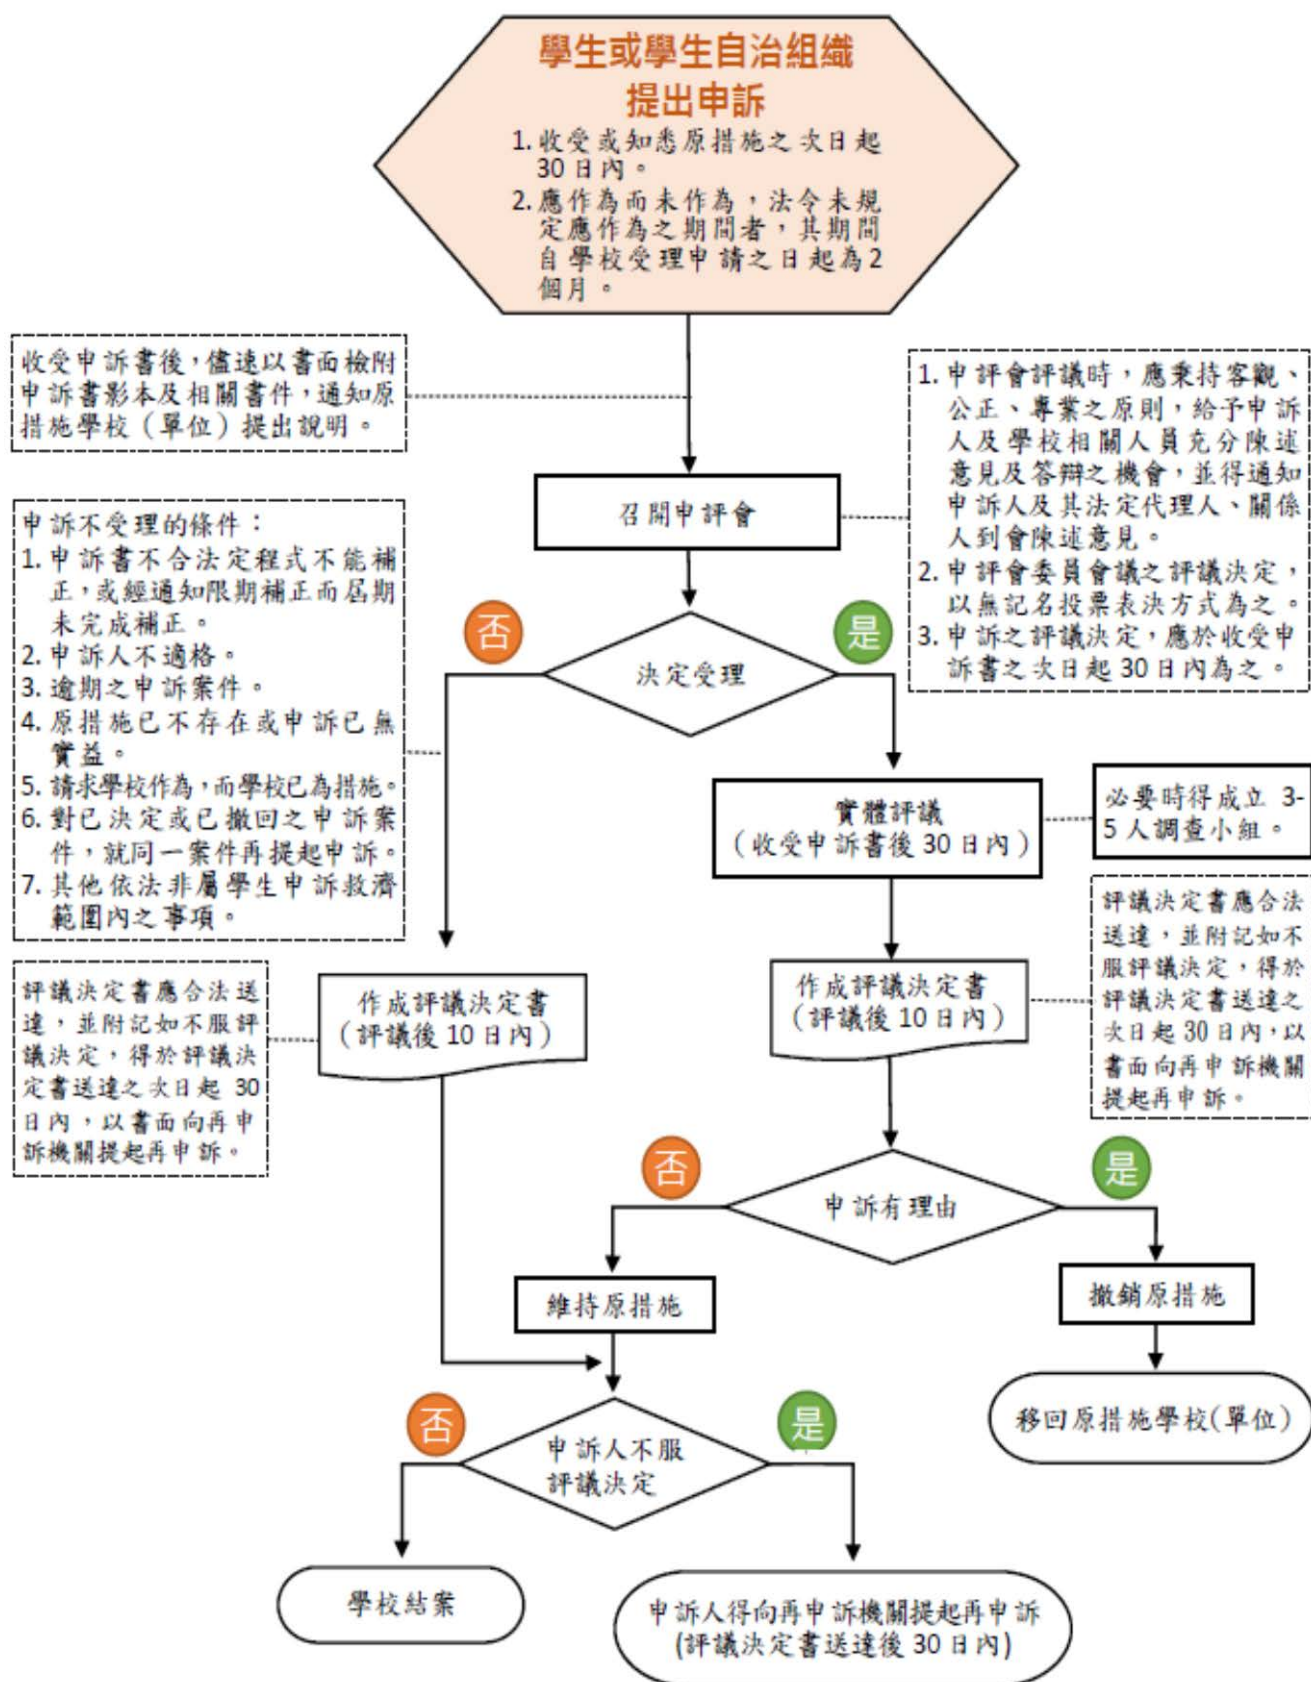 學生或學生自治組織
提出申訴
1. 收受或知悉原措施之次日起
30 日內。
2. 應作為而未作為，法令未規
定應作為之期間者，其期間
自學校受理申請之日起為2
個月。
收受申訴書後，儘速以書面檢附
申訴書影本及相關書件，通知原
措施學校（單位）提出說明。
1. 申評會評議時，應秉持客觀、
公正、專業之原則，給予申訴
人及學校相關人員充分陳述
意見及答辯之機會，並得通知
申訴人及其法定代理人、關係
人到會陳述意見。
2. 申評會委員會議之評議決定，
以無記名投票表決方式為之。
3. 申訴之評議決定，應於收受申
訴書之次日起 30 日內為之。
召開申評會
申訴不受理的條件：
1. 申訴書不合法定程式不能補
正，或經通知限期補正而屆期
未完成補正。
2. 申訴人不適格。
3. 逾期之申訴案件。
4. 原措施已不存在或申訴已無
實益。
5. 請求學校作為，而學校已為措施。
6. 對已決定或已撤回之申訴案
件，就同一案件再提起申訴。
7. 其他依法非屬學生申訴救濟
範圍內之事項。
否
是
決定受理
實體評議
（收受申訴書後 30 日內）
必要時得成立 3-
5 人調查小組。
評議決定書應合法
送達，並附記如不
服評議決定，得於
評議決定書送達之
次日起 30 日內，以
書面向再申訴機關
提起再申訴。
評議決定書應合法送
達，並附記如不服評
議決定，得於評議決
定書送達之次日起 30
日內，以書面向再申
訴機關提起再申訴。
作成評議決定書
（評議後 10 日內）
作成評議決定書
（評議後 10 日內）
否
是
申訴有理由
維持原措施
撤銷原措施
移回原措施學校(單位)
否
是
申訴人不服
評議決定
學校結案
申訴人得向再申訴機關提起再申訴
(評議決定書送達後 30 日內)